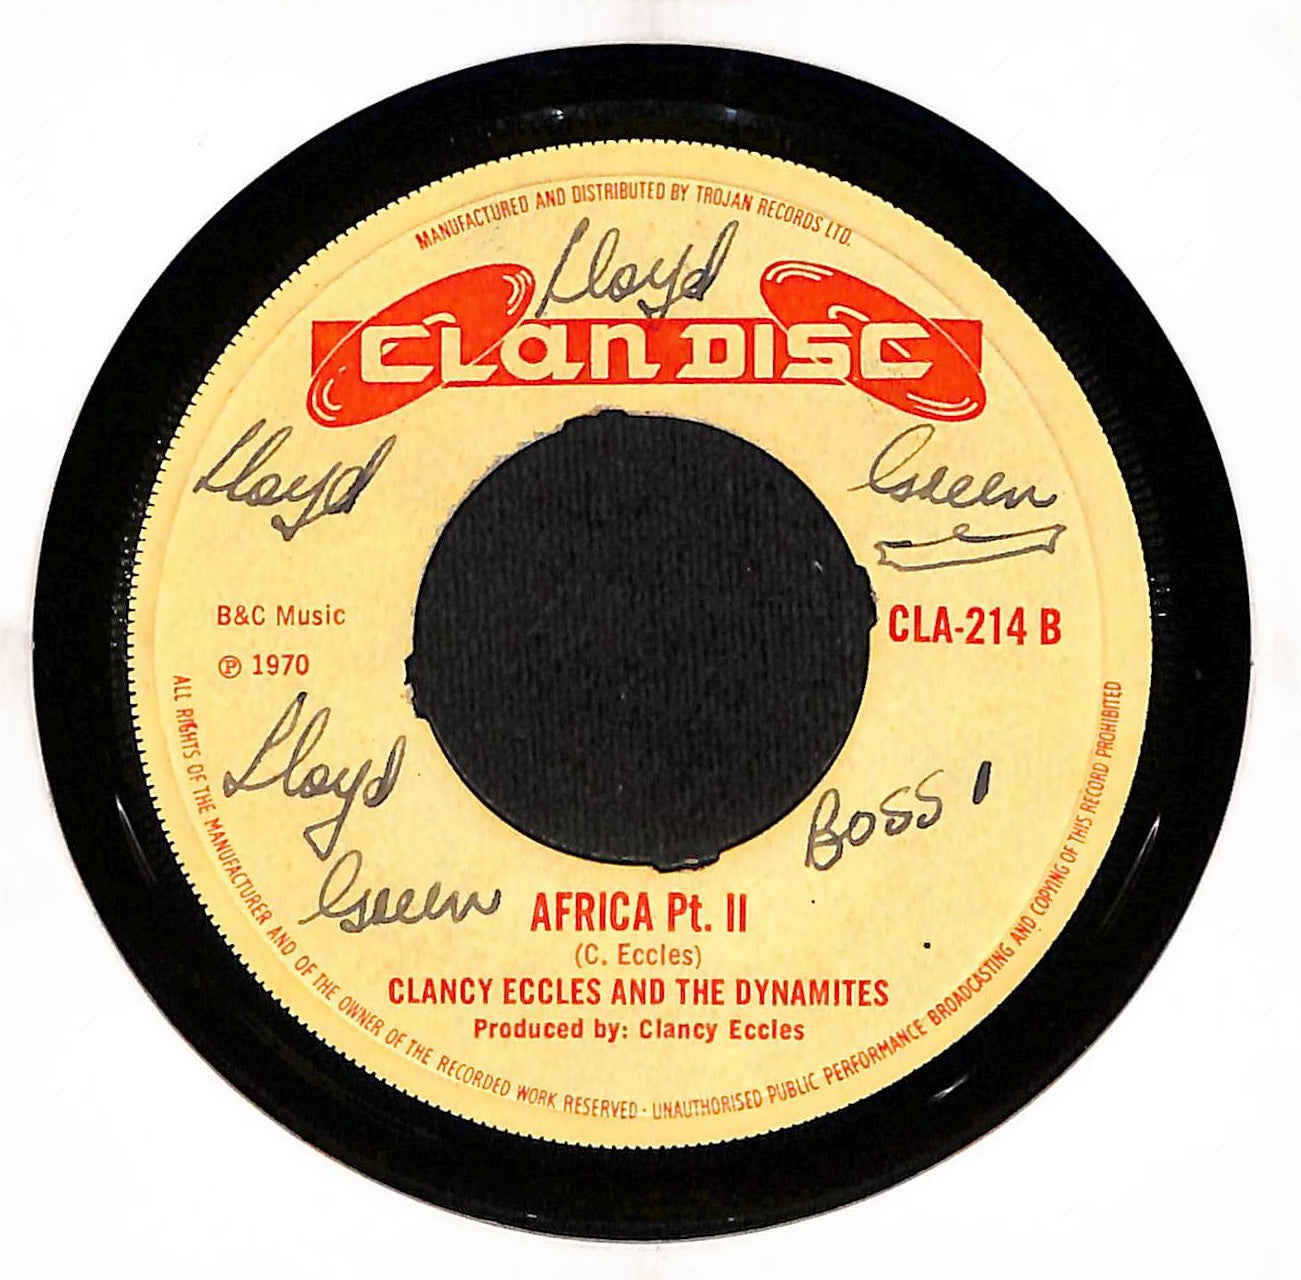 MANUFACTURED AND DISTRIBUTED BY TROJAN RECORDS LTD.
Lloyd
CLan DISC
Lloyd
Green
B&C Music
℗ 1970
CLA-214 B
Lloyd
Green
BOSS 1
AFRICA Pt. II
(C. Eccles)
CLANCY ECCLES AND THE DYNAMITES
Produced by: Clancy Eccles
ALL RIGHTS OF THE MANUFACTURER AND OF THE OWNER OF THE RECORDED WORK RESERVED · UNAUTHORISED PUBLIC PERFORMANCE BROADCASTING AND COPYING OF THIS RECORD PROHIBITED